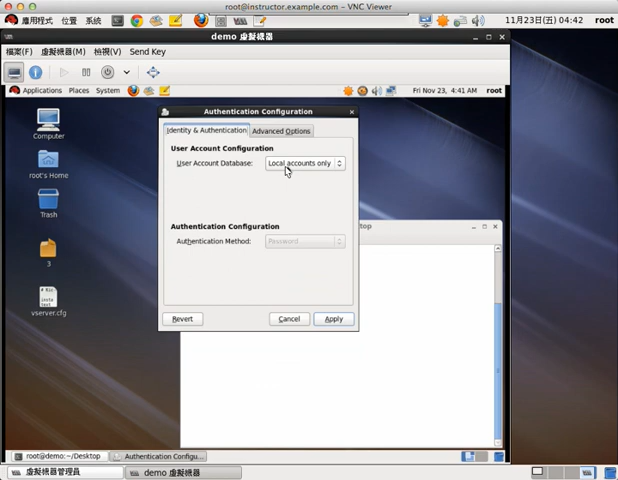 root@instructor.example.com – VNC Viewer
應用程式 位置 系統 11月23日(五) 04:42 root
demo 虛擬機器
檔案(F) 虛擬機器(M) 檢視(V) Send Key
Applications Places System Fri Nov 23, 4:41 AM root
Computer
root's Home
Trash
3
vserver.cfg
Authentication Configuration
Identity & Authentication Advanced Options
User Account Configuration
User Account Database: Local accounts only
Authentication Configuration
Authentication Method: Password
Revert Cancel Apply
top
root@demo:~/Desktop Authentication Configu...
虛擬機器管理員 demo 虛擬機器